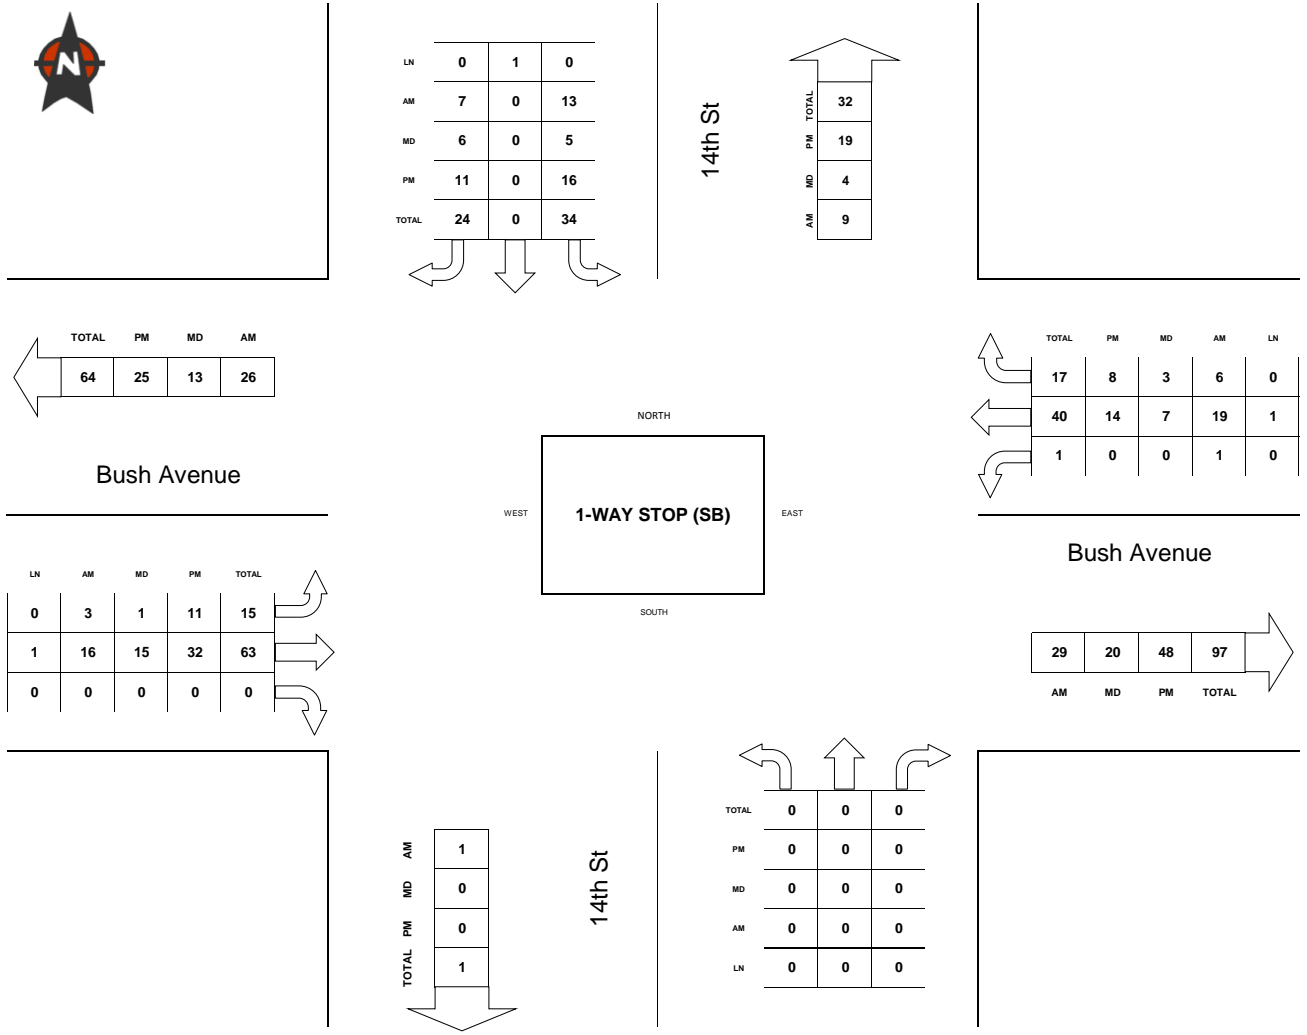 N
LN 0 1 0
AM 7 0 13
MD 6 0 5
PM 11 0 16
TOTAL 24 0 34
14th St
TOTAL 32
PM 19
MD 4
AM 9
TOTAL PM MD AM
64 25 13 26
Bush Avenue
TOTAL PM MD AM LN
17 8 3 6 0
40 14 7 19 1
1 0 0 1 0
NORTH
WEST
1-WAY STOP (SB)
EAST
SOUTH
Bush Avenue
LN AM MD PM TOTAL
0 3 1 11 15
1 16 15 32 63
0 0 0 0 0
29 20 48 97
AM MD PM TOTAL
AM 1
MD 0
PM 0
TOTAL 1
14th St
TOTAL 0 0 0
PM 0 0 0
MD 0 0 0
AM 0 0 0
LN 0 0 0